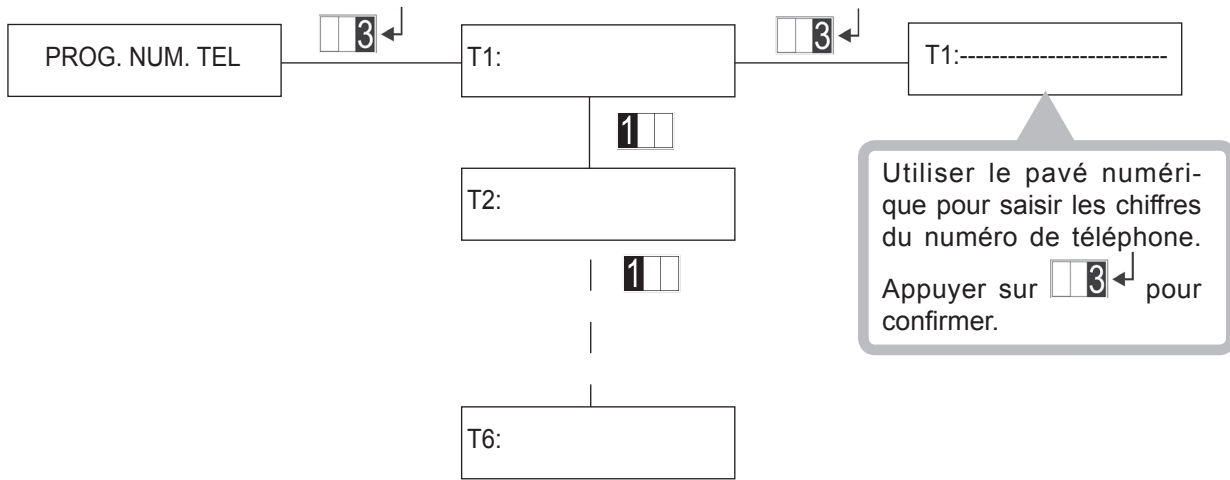 3
3
PROG. NUM. TEL
T1:
T1:--------------------------
1
T2:
1
T6:
Utiliser le pavé numéri-
que pour saisir les chiffres
du numéro de téléphone.
Appuyer sur 3 pour
confirmer.